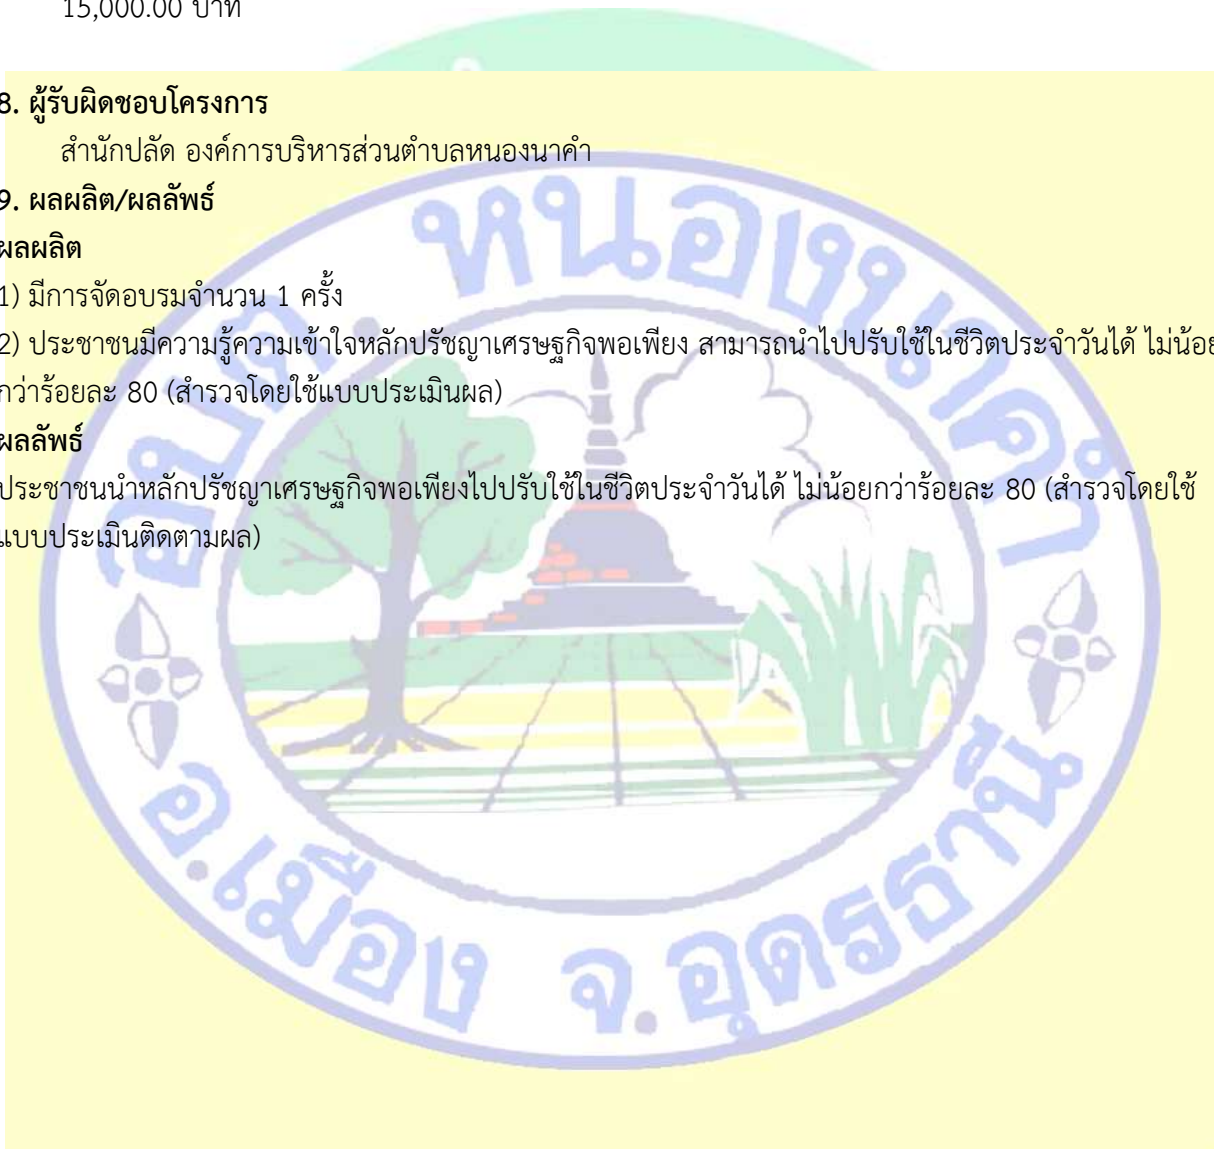 15,000.00 บาท
8. ผู้รับผิดชอบโครงการ
สำนักปลัด องค์การบริหารส่วนตำบลหนองนาคำ
9. ผลผลิต/ผลลัพธ์
ผลผลิต
1) มีการจัดอบรมจำนวน 1 ครั้ง
2) ประชาชนมีความรู้ความเข้าใจหลักปรัชญาเศรษฐกิจพอเพียง สามารถนำไปปรับใช้ในชีวิตประจำวันได้ ไม่น้อย
กว่าร้อยละ 80 (สำรวจโดยใช้แบบประเมินผล)
ผลลัพธ์
ประชาชนนำหลักปรัชญาเศรษฐกิจพอเพียงไปปรับใช้ในชีวิตประจำวันได้ ไม่น้อยกว่าร้อยละ 80 (สำรวจโดยใช้
แบบประเมินติดตามผล)
อบต. หนองนาคำ
อ.เมือง จ.อุดรธานี